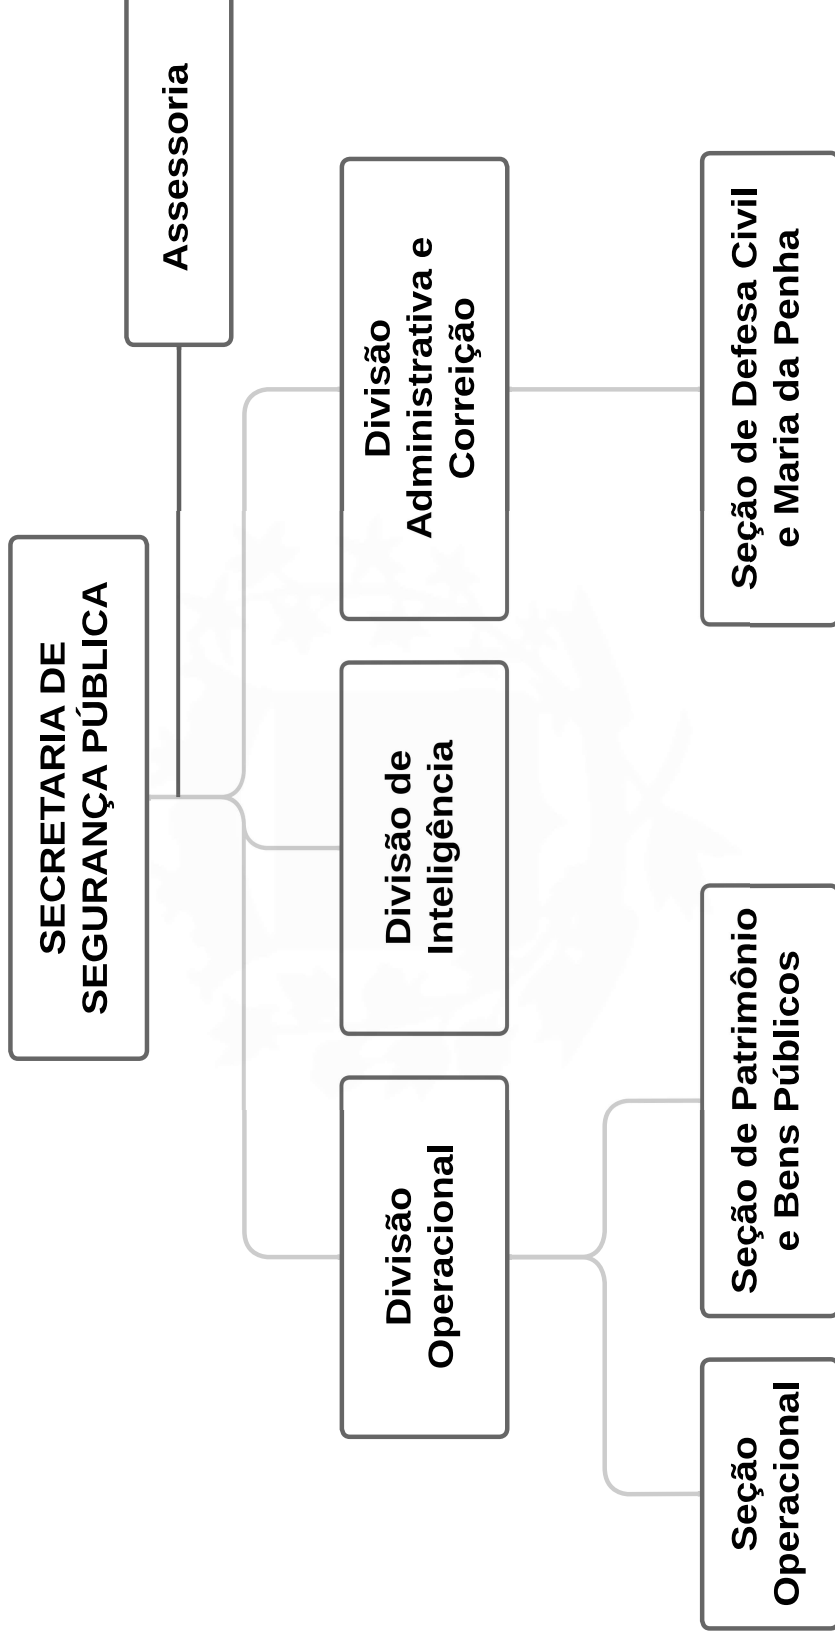 SECRETARIA DE
SEGURANÇA PÚBLICA
Assessoria
Divisão
Operacional
Divisão de
Inteligência
Divisão
Administrativa e
Correição
Seção
Operacional
Seção de Patrimônio
e Bens Públicos
Seção de Defesa Civil
e Maria da Penha